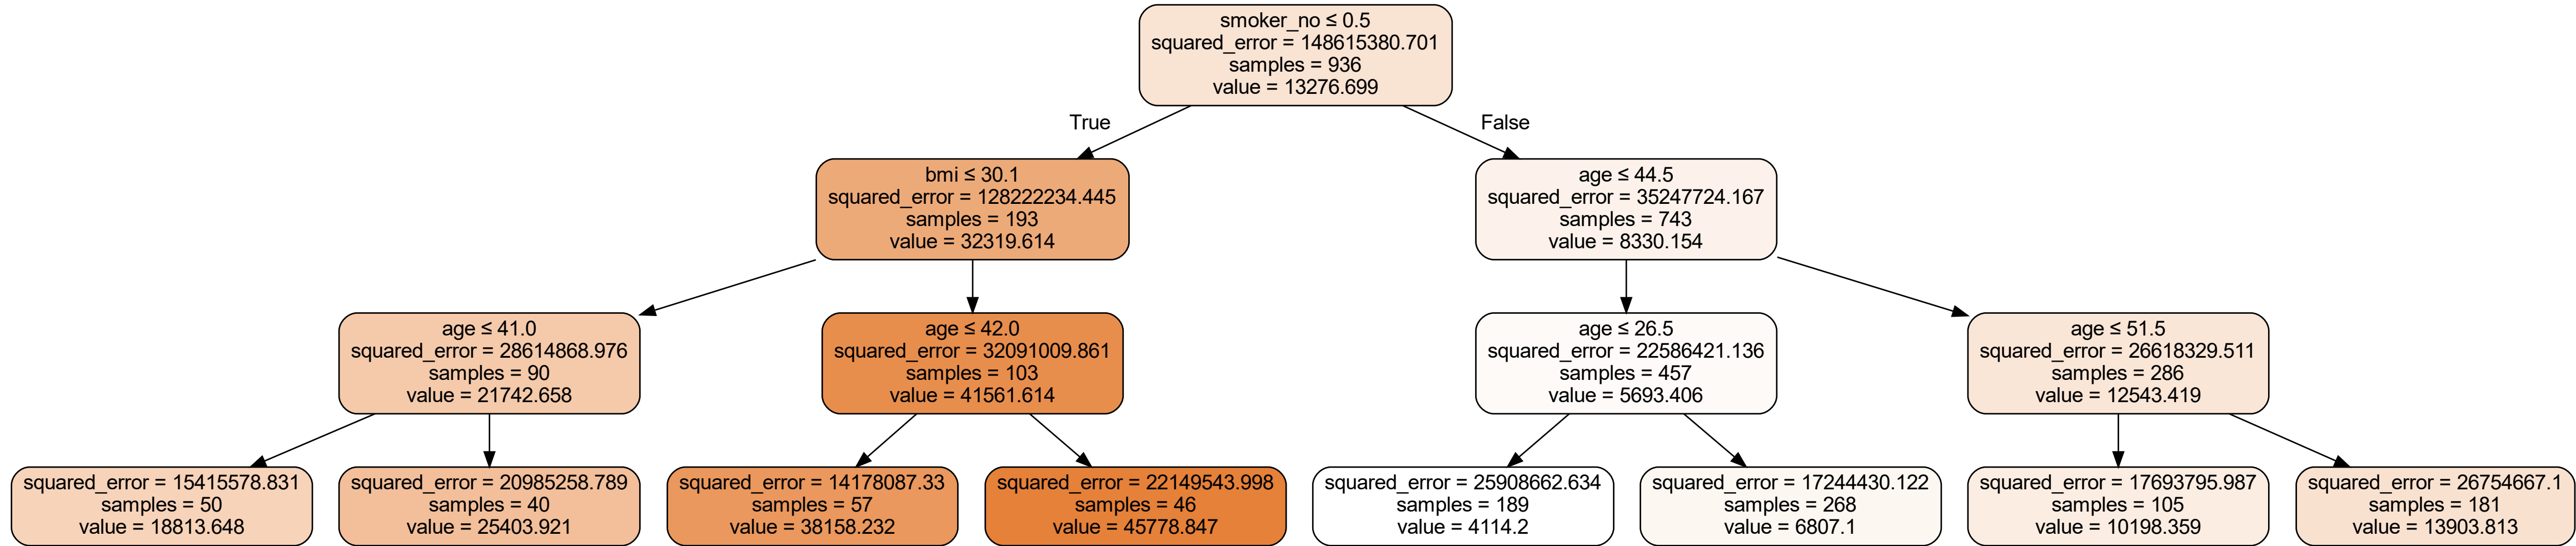 smoker_no ≤ 0.5
squared_error = 148615380.701
samples = 936
value = 13276.699
True
False
bmi ≤ 30.1
squared_error = 128222234.445
samples = 193
value = 32319.614
age ≤ 44.5
squared_error = 35247724.167
samples = 743
value = 8330.154
age ≤ 41.0
squared_error = 28614868.976
samples = 90
value = 21742.658
age ≤ 42.0
squared_error = 32091009.861
samples = 103
value = 41561.614
age ≤ 26.5
squared_error = 22586421.136
samples = 457
value = 5693.406
age ≤ 51.5
squared_error = 26618329.511
samples = 286
value = 12543.419
squared_error = 15415578.831
samples = 50
value = 18813.648
squared_error = 20985258.789
samples = 40
value = 25403.921
squared_error = 14178087.33
samples = 57
value = 38158.232
squared_error = 22149543.998
samples = 46
value = 45778.847
squared_error = 25908662.634
samples = 189
value = 4114.2
squared_error = 17244430.122
samples = 268
value = 6807.1
squared_error = 17693795.987
samples = 105
value = 10198.359
squared_error = 26754667.1
samples = 181
value = 13903.813